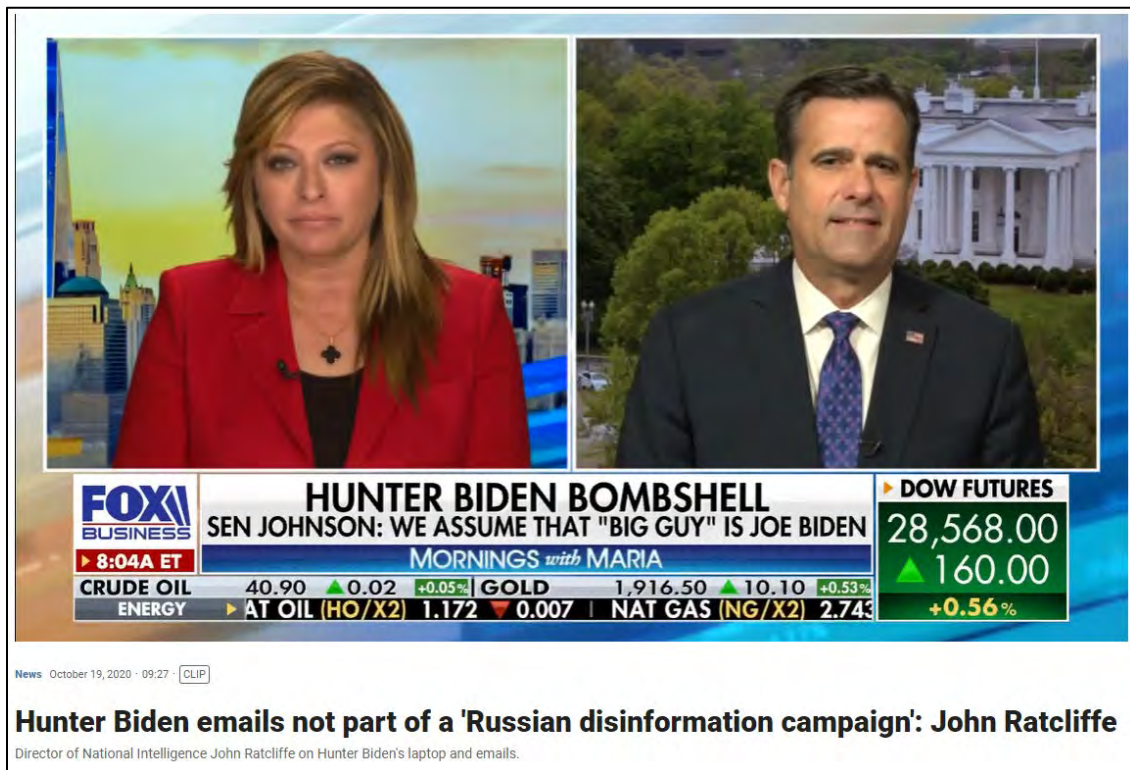 FOX
BUSINESS
8:04A ET
HUNTER BIDEN BOMBSHELL
SEN JOHNSON: WE ASSUME THAT "BIG GUY" IS JOE BIDEN
MORNINGS with MARIA
DOW FUTURES
28,568.00
160.00
+0.56%
CRUDE OIL 40.90 0.02 +0.05% GOLD 1,916.50 10.10 +0.53%
ENERGY AT OIL (HO/X2) 1.172 0.007 | NAT GAS (NG/X2) 2.743
News October 19, 2020 · 09:27 · CLIP
Hunter Biden emails not part of a 'Russian disinformation campaign': John Ratcliffe
Director of National Intelligence John Ratcliffe on Hunter Biden's laptop and emails.